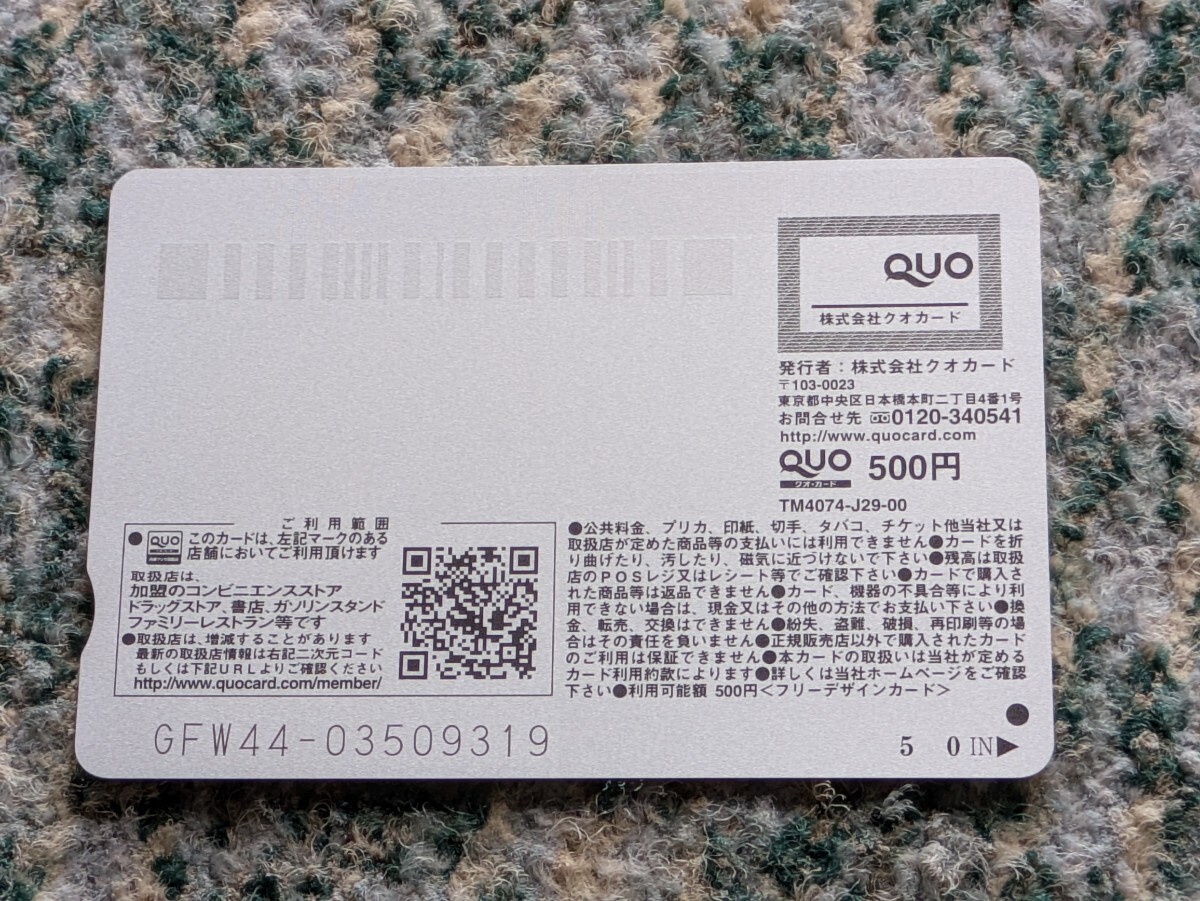 QUO
株式会社クオカード
発行者：株式会社クオカード
〒103-0023
東京都中央区日本橋本町二丁目4番1号
お問合せ先 0120-340541
http://www.quocard.com
QUO 500円
クオ・カード
TM4074-J29-00
ご利用範囲
●QUO このカードは、左記マークのある
店舗においてご利用頂けます
取扱店は、
加盟のコンビニエンスストア
ドラッグストア、書店、ガソリンスタンド
ファミリーレストラン等です
●取扱店は、増減することがあります
最新の取扱店情報は右記二次元コード
もしくは下記URLよりご確認ください
http://www.quocard.com/member/
●公共料金、プリカ、印紙、切手、タバコ、チケット他当社又は
取扱店が定めた商品等の支払いには利用できません●カードを折
り曲げたり、汚したり、磁気に近づけないで下さい●残高は取扱
店のPOSレジ又はレシート等でご確認下さい●カードで購入さ
れた商品等は返品できません●カード、機器の不具合等により利
用できない場合は、現金又はその他の方法でお支払い下さい●換
金、転売、交換はできません●紛失、盗難、破損、再印刷等の場
合はその責任を負いません●正規販売店以外で購入されたカード
のご利用は保証できません●本カードの取扱いは当社が定める
カード利用約款によります●詳しくは当社ホームページをご確認
下さい●利用可能額 500円＜フリーデザインカード＞
GFW44-03509319
5 0 IN▶